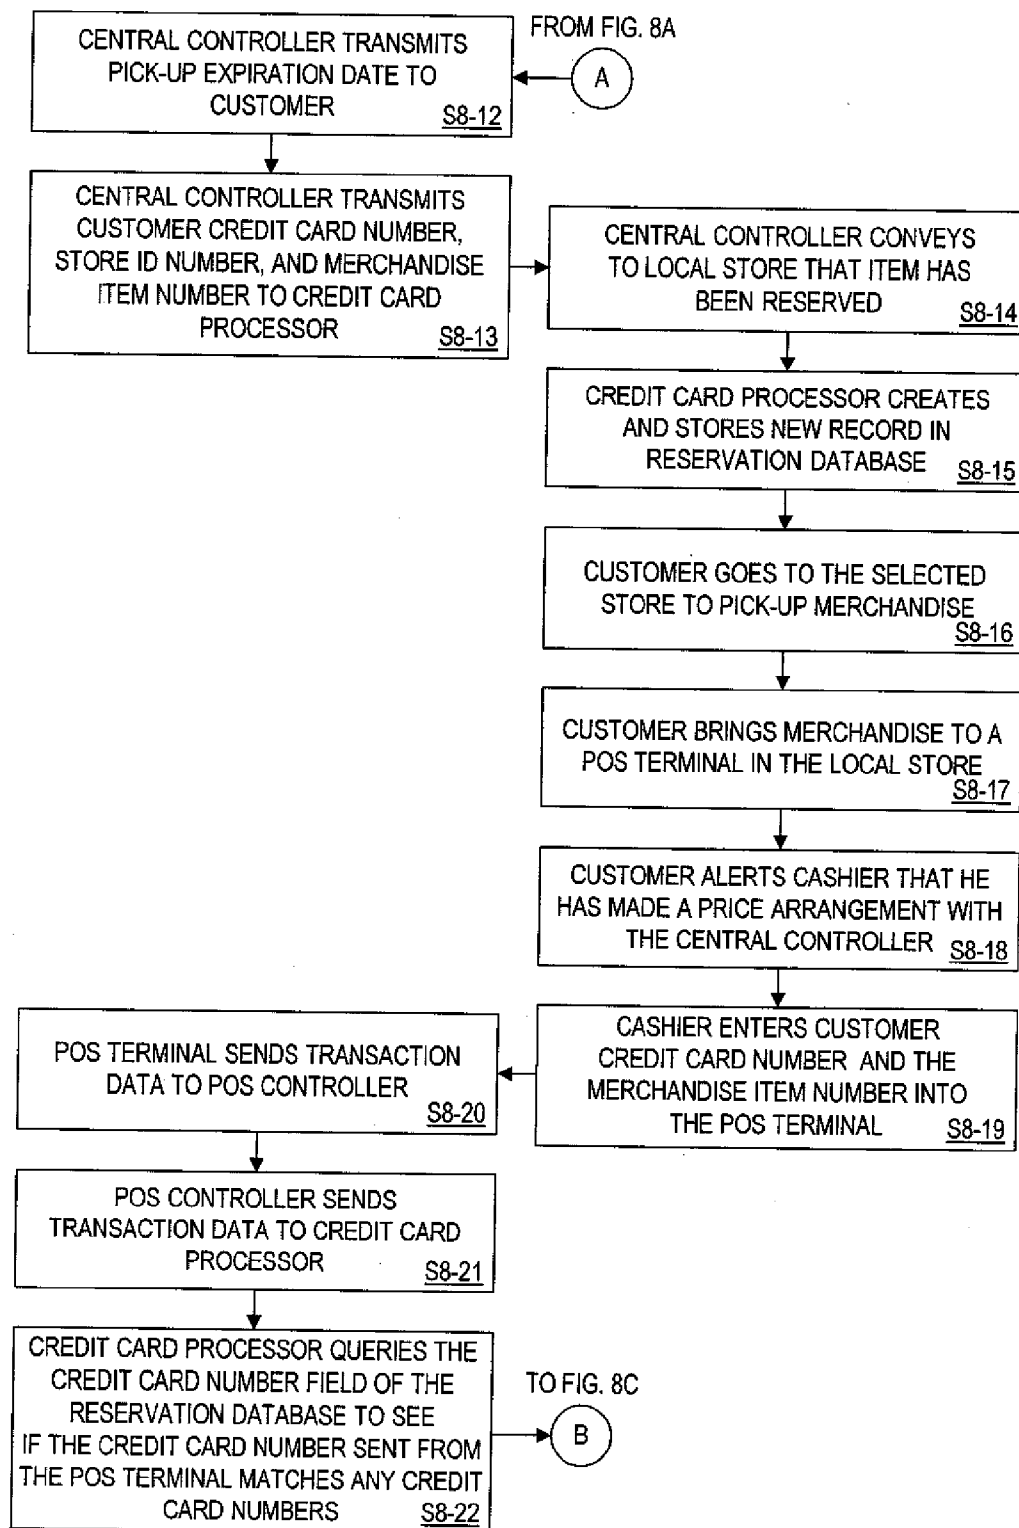 FROM FIG. 8A
A
CENTRAL CONTROLLER TRANSMITS
PICK-UP EXPIRATION DATE TO
CUSTOMER
S8-12
CENTRAL CONTROLLER TRANSMITS
CUSTOMER CREDIT CARD NUMBER,
STORE ID NUMBER, AND MERCHANDISE
ITEM NUMBER TO CREDIT CARD
PROCESSOR
S8-13
CENTRAL CONTROLLER CONVEYS
TO LOCAL STORE THAT ITEM HAS
BEEN RESERVED
S8-14
CREDIT CARD PROCESSOR CREATES
AND STORES NEW RECORD IN
RESERVATION DATABASE
S8-15
CUSTOMER GOES TO THE SELECTED
STORE TO PICK-UP MERCHANDISE
S8-16
CUSTOMER BRINGS MERCHANDISE TO A
POS TERMINAL IN THE LOCAL STORE
S8-17
CUSTOMER ALERTS CASHIER THAT HE
HAS MADE A PRICE ARRANGEMENT WITH
THE CENTRAL CONTROLLER
S8-18
CASHIER ENTERS CUSTOMER
CREDIT CARD NUMBER AND THE
MERCHANDISE ITEM NUMBER INTO
THE POS TERMINAL
S8-19
POS TERMINAL SENDS TRANSACTION
DATA TO POS CONTROLLER
S8-20
POS CONTROLLER SENDS
TRANSACTION DATA TO CREDIT CARD
PROCESSOR
S8-21
CREDIT CARD PROCESSOR QUERIES THE
CREDIT CARD NUMBER FIELD OF THE
RESERVATION DATABASE TO SEE
IF THE CREDIT CARD NUMBER SENT FROM
THE POS TERMINAL MATCHES ANY CREDIT
CARD NUMBERS
S8-22
TO FIG. 8C
B